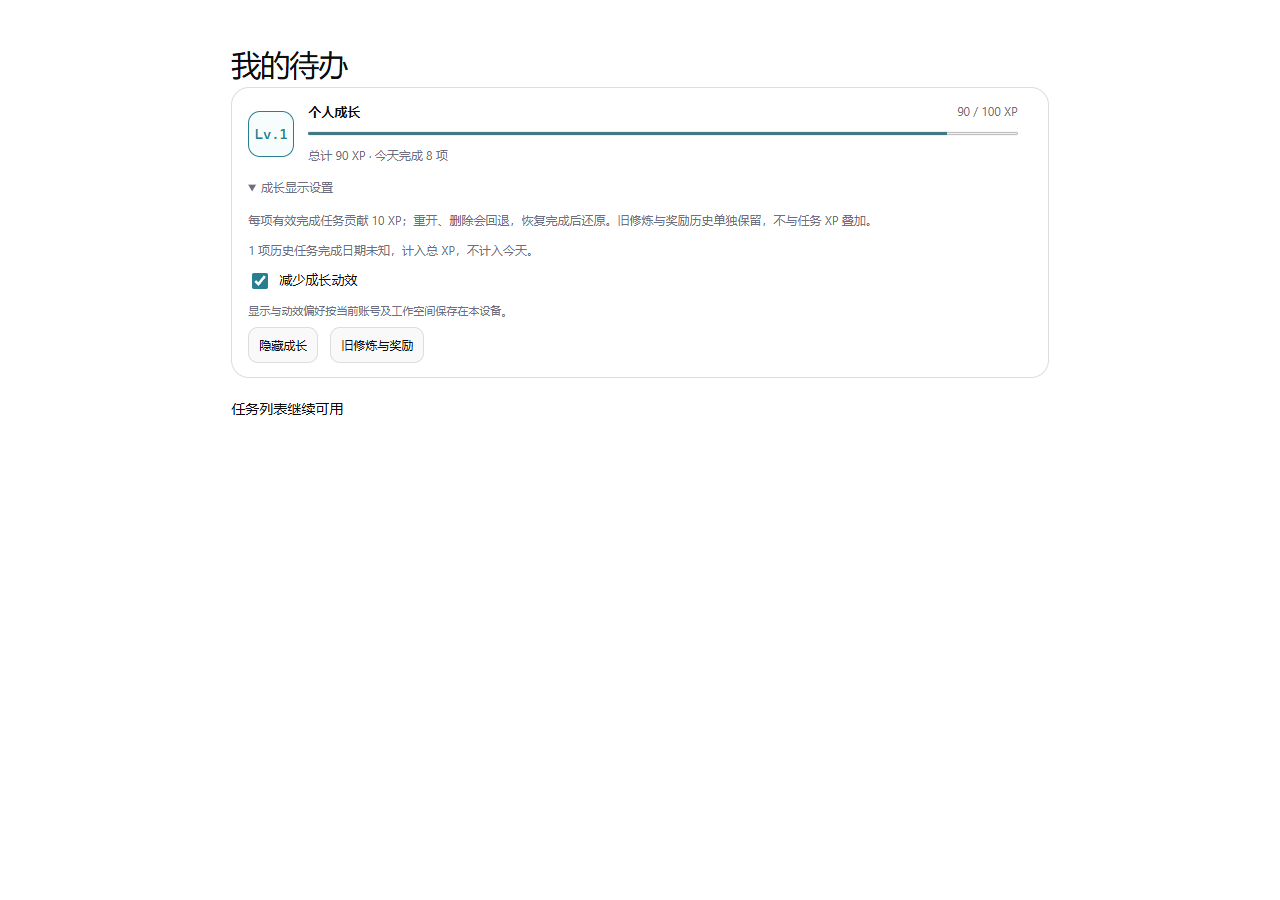 我的待办
Lv.1
个人成长
90 / 100 XP
总计 90 XP · 今天完成 8 项
▼ 成长显示设置
每项有效完成任务贡献 10 XP；重开、删除会回退，恢复完成后还原。旧修炼与奖励历史单独保留，不与任务 XP 叠加。
1 项历史任务完成日期未知，计入总 XP，不计入今天。
减少成长动效
显示与动效偏好按当前账号及工作空间保存在本设备。
隐藏成长
旧修炼与奖励
任务列表继续可用